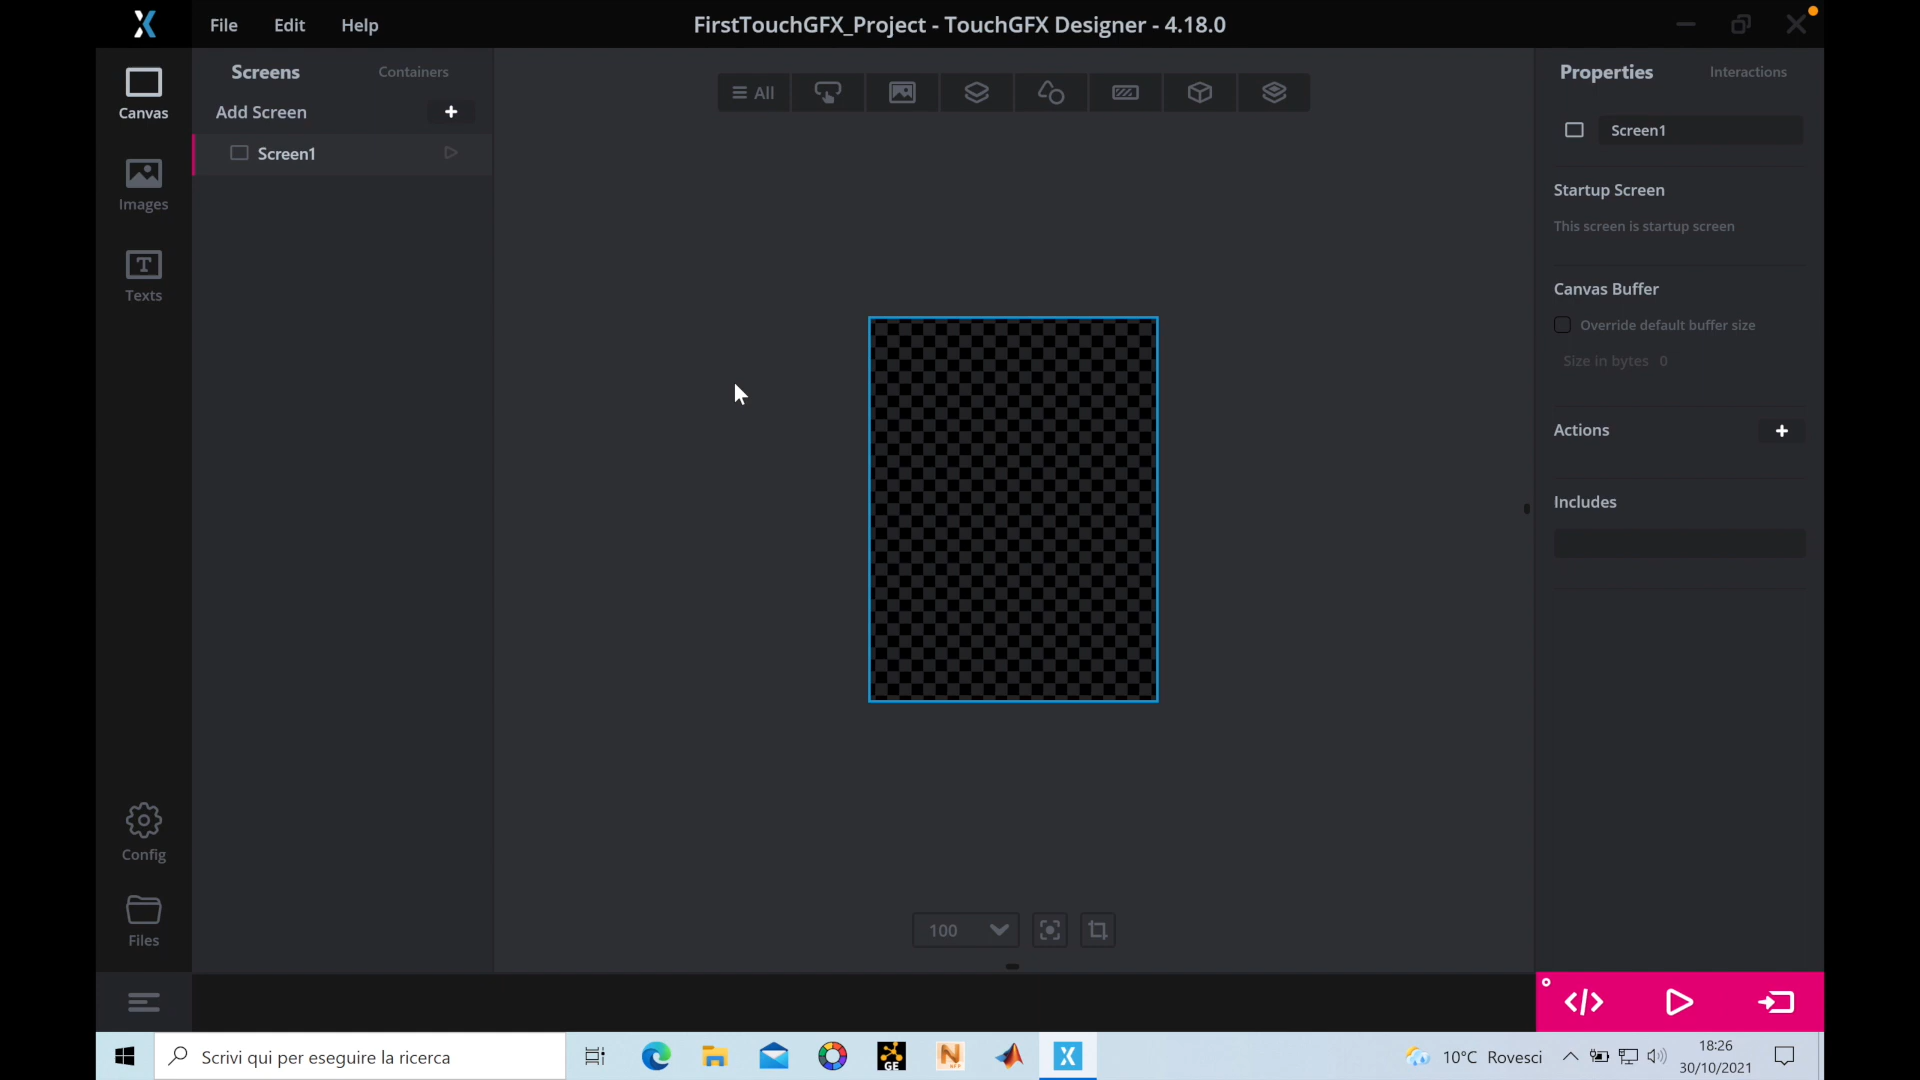 File Edit Help
FirstTouchGFX_Project - TouchGFX Designer - 4.18.0
Canvas
Images
Texts
Config
Files
Screens Containers
Add Screen
Screen1
All
100
Properties Interactions
Screen1
Startup Screen
This screen is startup screen
Canvas Buffer
Override default buffer size
Size in bytes 0
Actions
Includes
Scrivi qui per eseguire la ricerca
GE
10°C Rovesci
18:26
30/10/2021